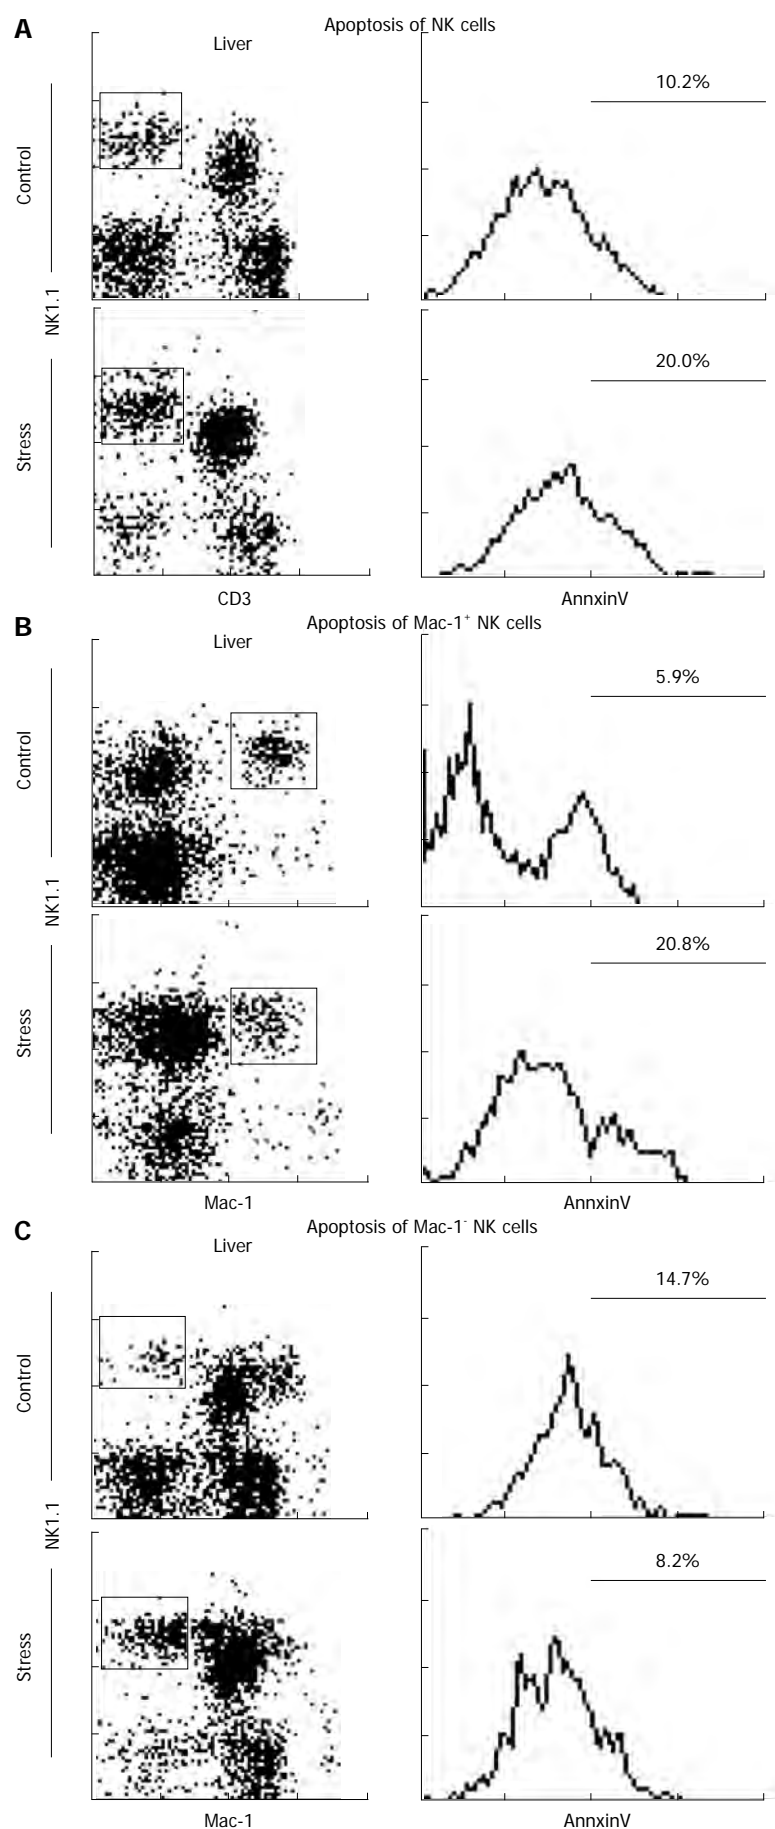 A
Apoptosis of NK cells
Liver
10.2%
Control
NK1.1
20.0%
Stress
CD3
AnnxinV
B
Apoptosis of Mac-1⁺ NK cells
Liver
5.9%
Control
NK1.1
20.8%
Stress
Mac-1
AnnxinV
C
Apoptosis of Mac-1⁻ NK cells
Liver
14.7%
Control
NK1.1
8.2%
Stress
Mac-1
AnnxinV